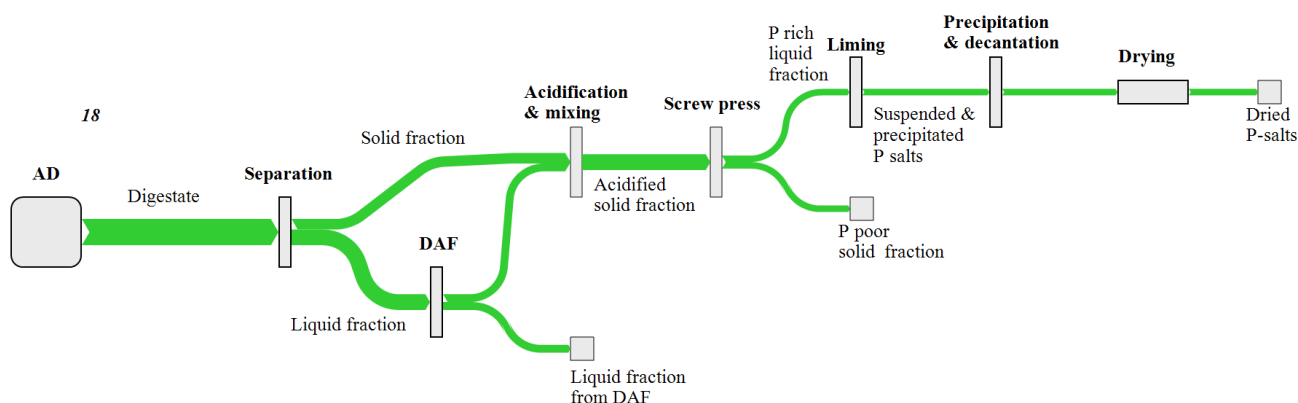 18
AD
Digestate
Separation
Solid fraction
Liquid fraction
DAF
Liquid fraction
from DAF
Acidification
& mixing
Acidified
solid fraction
Screw press
P rich
liquid
fraction
P poor
solid fraction
Liming
Suspended &
precipitated
P salts
Precipitation
& decantation
Drying
Dried
P-salts